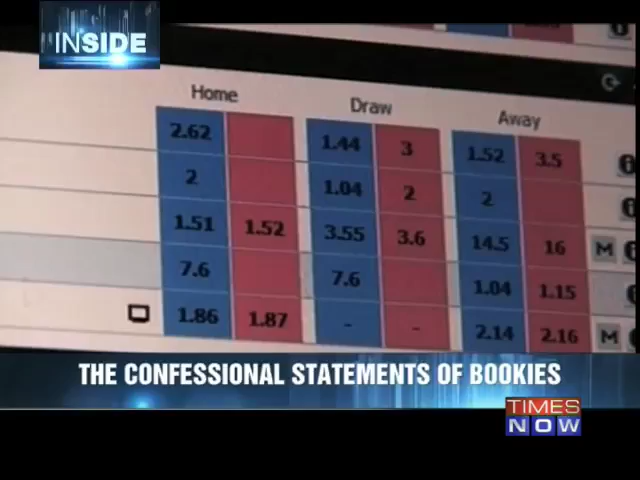 INSIDE
Home Draw Away
2.62 1.44 3 1.52 3.5
2 1.04 2 2
1.51 1.52 3.55 3.6 14.5 16 M
7.6 7.6 1.04 1.15
1.86 1.87 - - 2.14 2.16 M
THE CONFESSIONAL STATEMENTS OF BOOKIES
TIMES
NOW